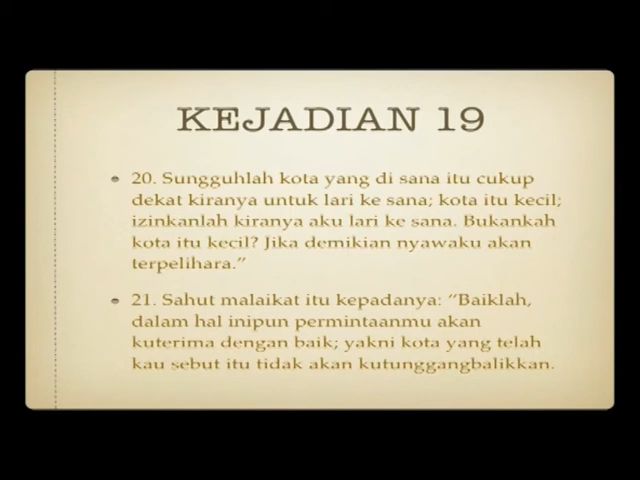 KEJADIAN 19
20. Sungguhlah kota yang di sana itu cukup
dekat kiranya untuk lari ke sana; kota itu kecil;
izinkanlah kiranya aku lari ke sana. Bukankah
kota itu kecil? Jika demikian nyawaku akan
terpelihara.”
21. Sahut malaikat itu kepadanya: “Baiklah,
dalam hal inipun permintaanmu akan
kuterima dengan baik; yakni kota yang telah
kau sebut itu tidak akan kutunggangbalikkan.